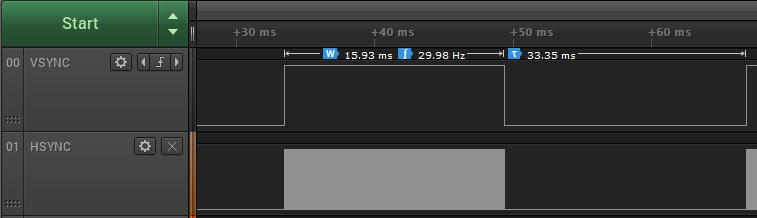 Start
+30 ms +40 ms +50 ms +60 ms
W 15.93 ms f 29.98 Hz τ 33.35 ms
00 VSYNC
01 HSYNC